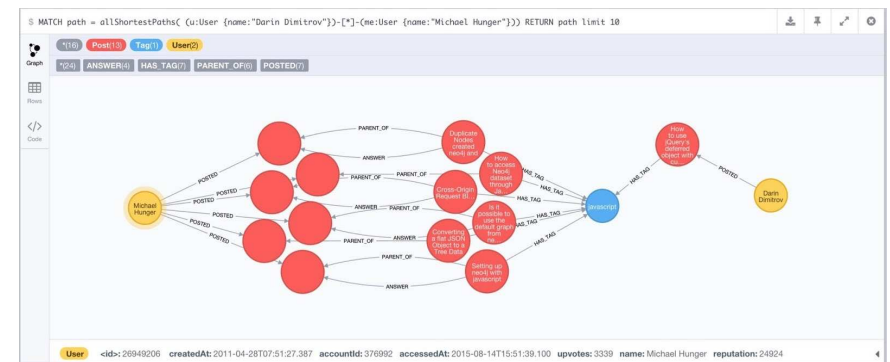 $ MATCH path = allShortestPaths( (u:User {name:"Darin Dimitrov"})-[*]-(me:User {name:"Michael Hunger"})) RETURN path limit 10
Graph
Rows
Code
*(16) Post(13) Tag(1) User(2)
*(24) ANSWER(4) HAS_TAG(7) PARENT_OF(6) POSTED(7)
Michael
Hunger
POSTED
POSTED
POSTED
POSTED
POSTED
POSTED
PARENT_OF
ANSWER
PARENT_OF
PARENT_OF
ANSWER
PARENT_OF
ANSWER
PARENT_OF
PARENT_OF
ANSWER
Duplicate
Nodes
created
neo4j and
How
to access
Neo4j
dataset
through
Ja...
Cross-Origin
Request Bl...
Is it
possible to
use the
default graph
from
ne...
Converting
a flat JSON
Object to a
Tree Data
Setting up
neo4j with
javascript
HAS_TAG
HAS_TAG
HAS_TAG
HAS_TAG
HAS_TAG
HAS_TAG
javascript
HAS_TAG
How
to use
jQuery's
deferred
object with
cu...
POSTED
Darin
Dimitrov
User <id>: 26949206 createdAt: 2011-04-28T07:51:27.387 accountId: 376992 accessedAt: 2015-08-14T15:51:39.100 upvotes: 3339 name: Michael Hunger reputation: 24924